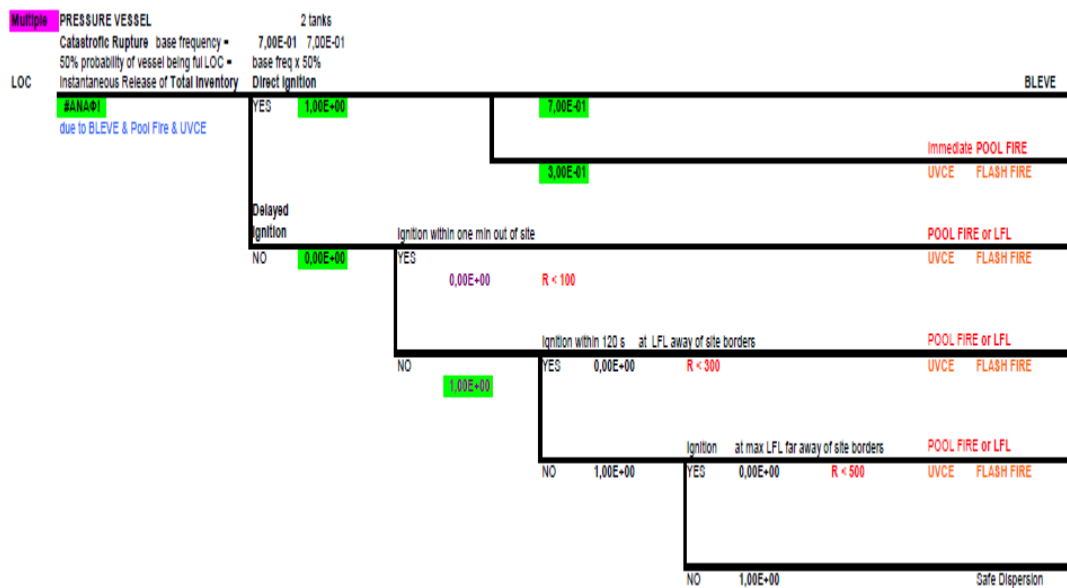 Multiple PRESSURE VESSEL 2 tanks
Catastrofic Rupture base frequency = 7,00E-01 7,00E-01
50% probability of vessel being ful LOC = base freq x 50%
LOC Instantaneous Release of Total Inventory Direct Ignition BLEVE
#ΑΝΑΦ! YES 1,00E+00 7,00E-01
due to BLEVE & Pool Fire & UVCE
Immediate POOL FIRE
3,00E-01 UVCE FLASH FIRE
Delayed
Ignition Ignition within one min out of site POOL FIRE or LFL
NO 0,00E+00 YES UVCE FLASH FIRE
0,00E+00 R < 100
Ignition within 120 s at LFL away of site borders POOL FIRE or LFL
NO YES 0,00E+00 R < 300 UVCE FLASH FIRE
1,00E+00
Ignition at max LFL far away of site borders POOL FIRE or LFL
NO 1,00E+00 YES 0,00E+00 R < 500 UVCE FLASH FIRE
NO 1,00E+00 Safe Dispersion